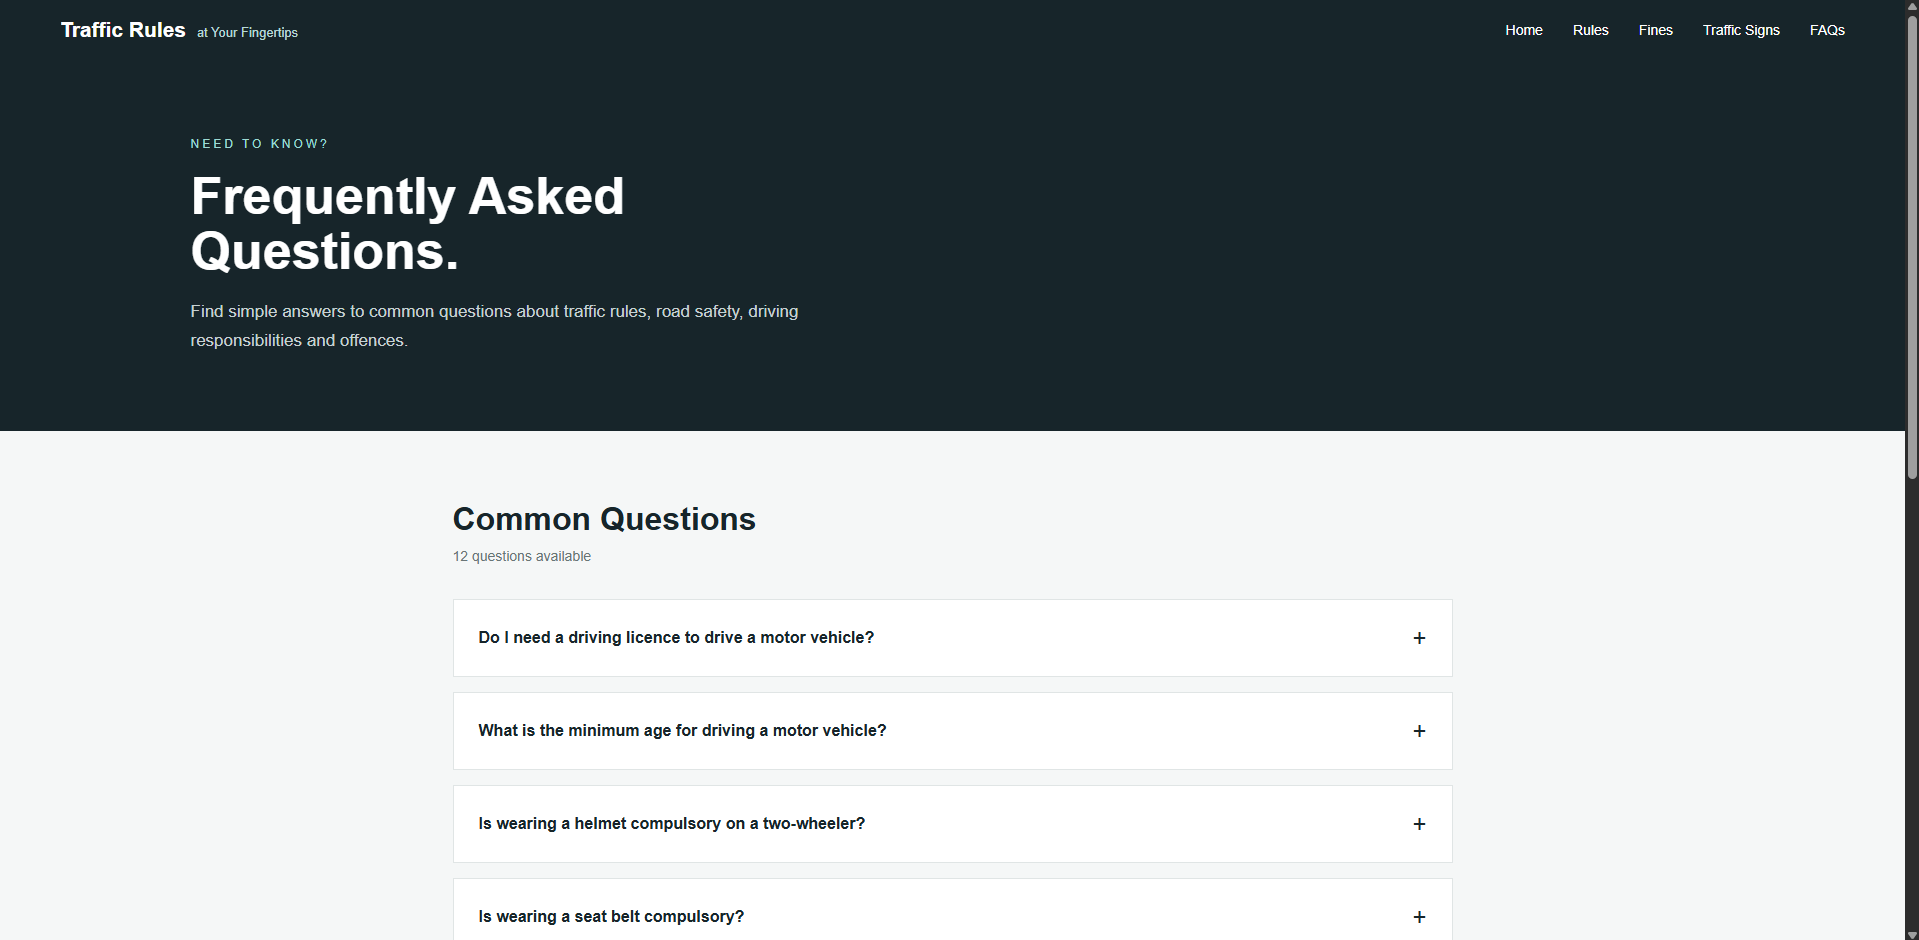 Traffic Rules at Your Fingertips
Home Rules Fines Traffic Signs FAQs
NEED TO KNOW?
Frequently Asked
Questions.
Find simple answers to common questions about traffic rules, road safety, driving
responsibilities and offences.
Common Questions
12 questions available
Do I need a driving licence to drive a motor vehicle? +
What is the minimum age for driving a motor vehicle? +
Is wearing a helmet compulsory on a two-wheeler? +
Is wearing a seat belt compulsory? +